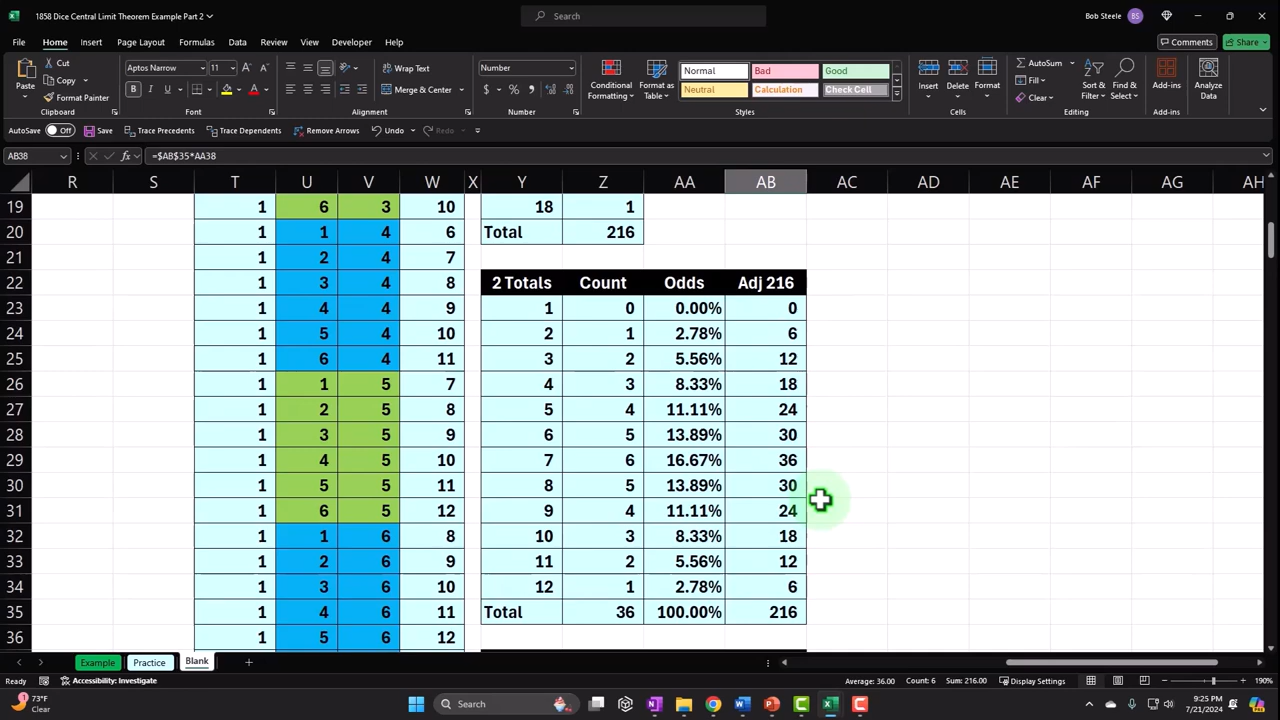 1858 Dice Central Limit Theorem Example Part 2
Search
Bob Steele BS
File Home Insert Page Layout Formulas Data Review View Developer Help
Comments Share
Paste Cut Copy Format Painter
Clipboard
Aptos Narrow 11
B I U
Font
Wrap Text
Merge & Center
Alignment
Number
$ % ,
Number
Conditional Formatting Format as Table
Normal Bad Good
Neutral Calculation Check Cell
Styles
Insert Delete Format
Cells
AutoSum Fill Clear
Sort & Filter Find & Select
Editing
Add-ins
Add-ins
Analyze Data
AutoSave Off Save Trace Precedents Trace Dependents Remove Arrows Undo Redo
AB38 fx =$AB$35*AA38
R S T U V W X Y Z AA AB AC AD AE AF AG AH
19 1 6 3 10 18 1
20 1 1 4 6 Total 216
21 1 2 4 7
22 1 3 4 8 2 Totals Count Odds Adj 216
23 1 4 4 9 1 0 0.00% 0
24 1 5 4 10 2 1 2.78% 6
25 1 6 4 11 3 2 5.56% 12
26 1 1 5 7 4 3 8.33% 18
27 1 2 5 8 5 4 11.11% 24
28 1 3 5 9 6 5 13.89% 30
29 1 4 5 10 7 6 16.67% 36
30 1 5 5 11 8 5 13.89% 30
31 1 6 5 12 9 4 11.11% 24
32 1 1 6 8 10 3 8.33% 18
33 1 2 6 9 11 2 5.56% 12
34 1 3 6 10 12 1 2.78% 6
35 1 4 6 11 Total 36 100.00% 216
36 1 5 6 12
Example Practice Blank
Ready Accessibility: Investigate Average: 36.00 Count: 6 Sum: 216.00 Display Settings 190%
73°F
Clear
Search
9:25 PM
7/21/2024